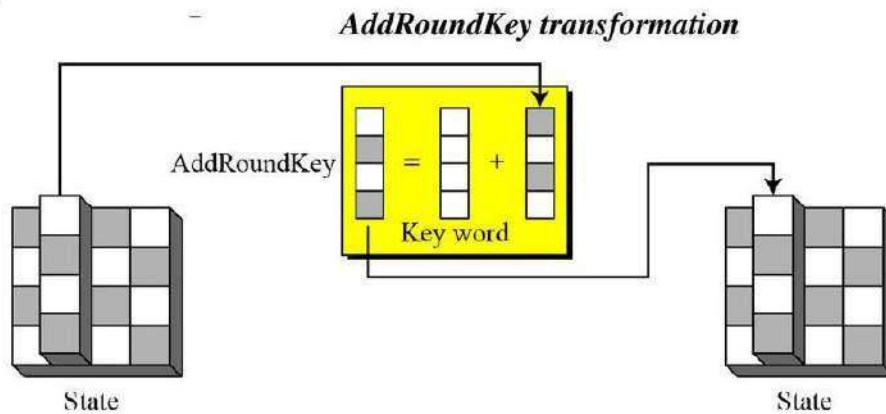 AddRoundKey transformation
AddRoundKey = +
Key word
State
State